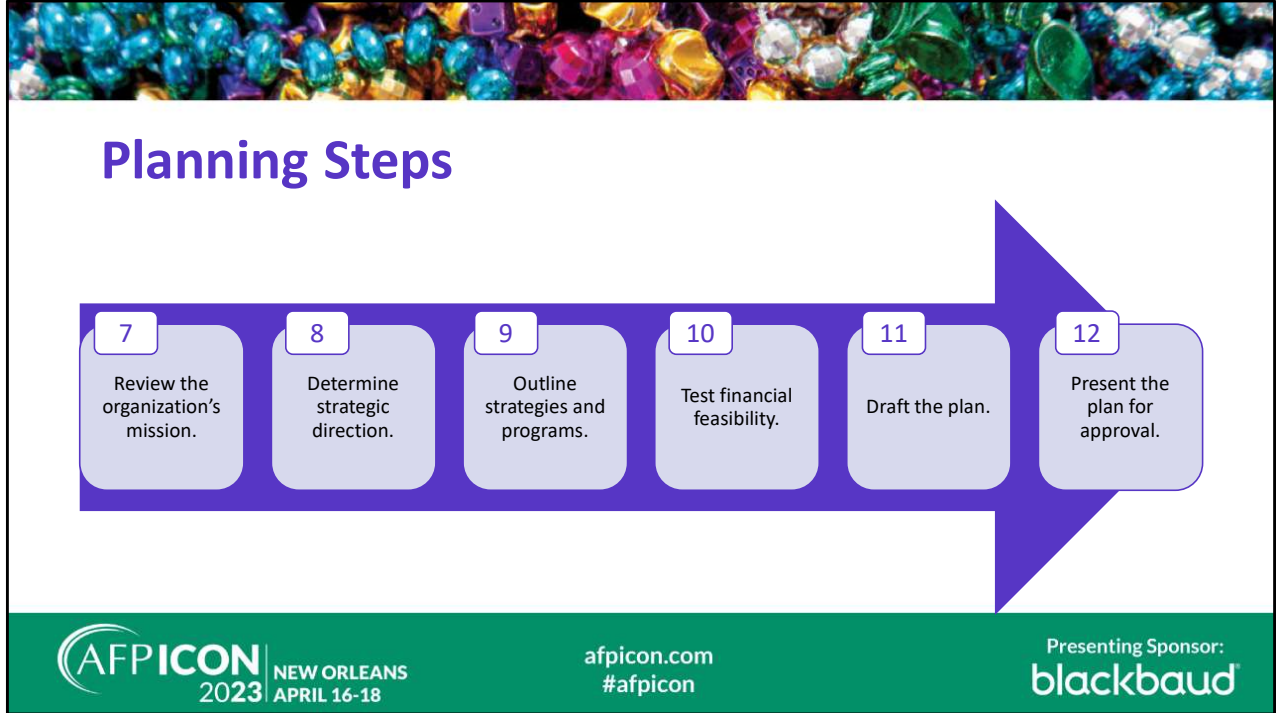 Planning Steps
7
Review the
organization’s
mission.
8
Determine
strategic
direction.
9
Outline
strategies and
programs.
10
Test financial
feasibility.
11
Draft the plan.
12
Present the
plan for
approval.
AFPICON
2023
NEW ORLEANS
APRIL 16-18
afpicon.com
#afpicon
Presenting Sponsor:
blackbaud